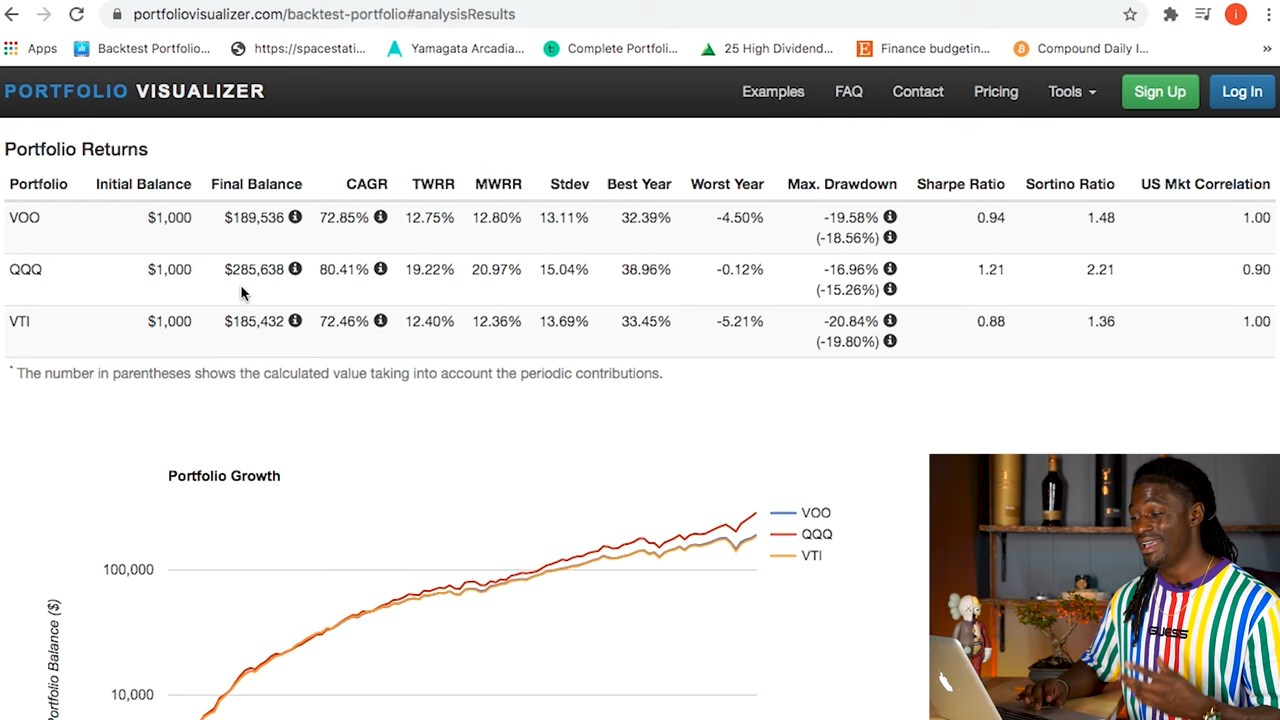 portfoliovisualizer.com/backtest-portfolio#analysisResults
i
Apps Backtest Portfolio... https://spacestati... Yamagata Arcadia... Complete Portfoli... 25 High Dividend... Finance budgetin... Compound Daily I... »
PORTFOLIO VISUALIZER Examples FAQ Contact Pricing Tools Sign Up Log In
Portfolio Returns
Portfolio Initial Balance Final Balance CAGR TWRR MWRR Stdev Best Year Worst Year Max. Drawdown Sharpe Ratio Sortino Ratio US Mkt Correlation
VOO $1,000 $189,536 72.85% 12.75% 12.80% 13.11% 32.39% -4.50% -19.58% 0.94 1.48 1.00
(-18.56%)
QQQ $1,000 $285,638 80.41% 19.22% 20.97% 15.04% 38.96% -0.12% -16.96% 1.21 2.21 0.90
(-15.26%)
VTI $1,000 $185,432 72.46% 12.40% 12.36% 13.69% 33.45% -5.21% -20.84% 0.88 1.36 1.00
(-19.80%)
* The number in parentheses shows the calculated value taking into account the periodic contributions.
Portfolio Growth
VOO
QQQ
VTI
100,000
10,000
Portfolio Balance ($)
GUESS